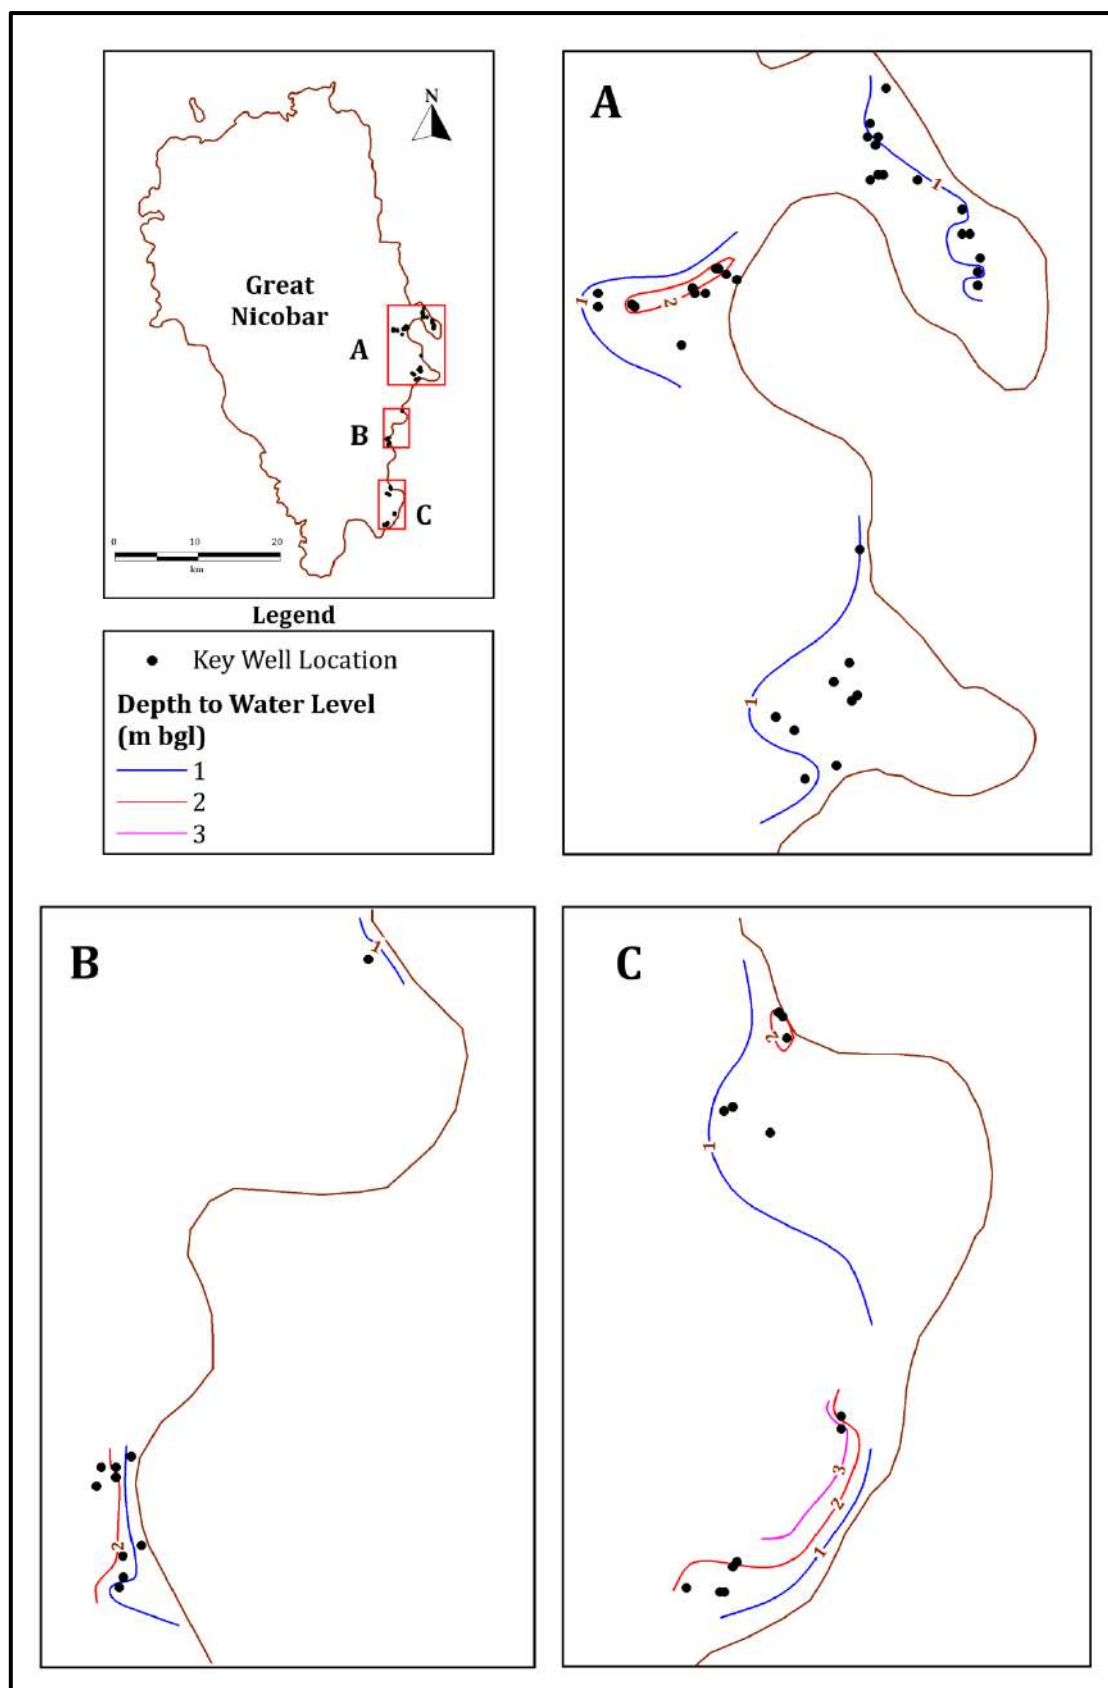 N
Great
Nicobar
A
B
C
0 10 20
km
Legend
Key Well Location
Depth to Water Level
(m bgl)
1
2
3
A
1
1
2
1
B
1
2
C
2
1
3
2
1